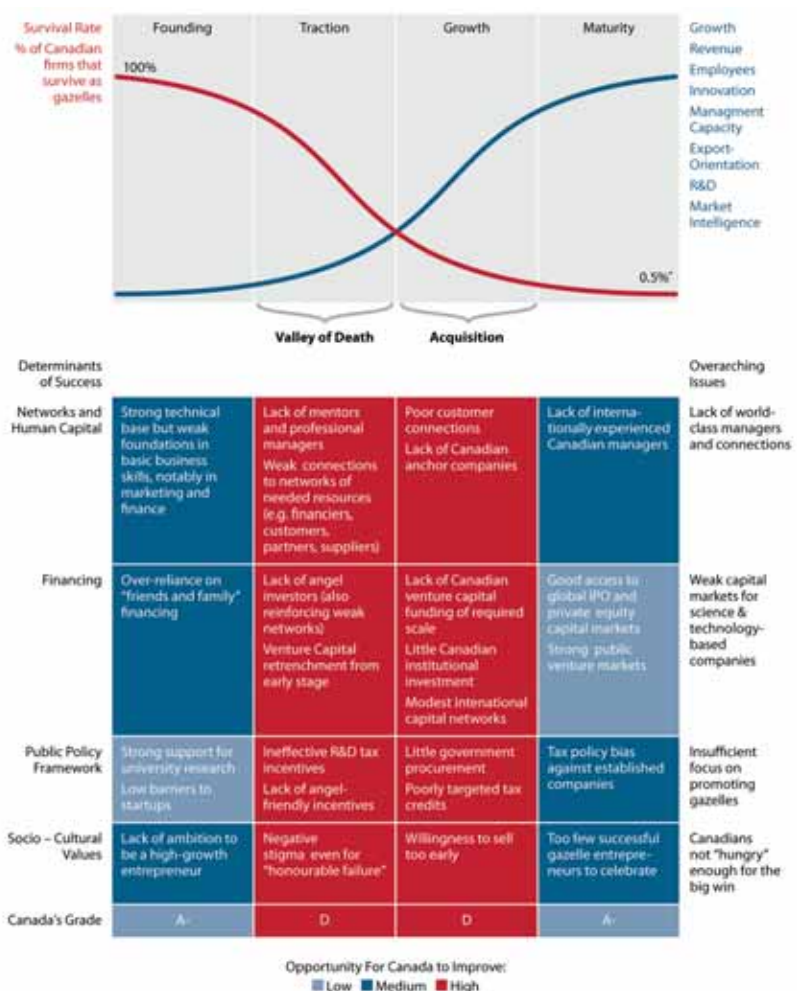 Survival Rate
% of Canadian
firms that
survive as
gazelles
Founding
Traction
Growth
Maturity
100%
0.5%*
Growth
Revenue
Employees
Innovation
Managment
Capacity
Export-
Orientation
R&D
Market
Intelligence
Valley of Death
Acquisition
Determinants
of Success
Overarching
Issues
Networks and
Human Capital
Strong technical
base but weak
foundations in
basic business
skills, notably in
marketing and
finance
Lack of mentors
and professional
managers
Weak connections
to networks of
needed resources
(e.g. financiers,
customers,
partners, suppliers)
Poor customer
connections
Lack of Canadian
anchor companies
Lack of interna-
tionally experienced
Canadian managers
Lack of world-
class managers
and connections
Financing
Over-reliance on
"friends and family"
financing
Lack of angel
investors (also
reinforcing weak
networks)
Venture Capital
retrenchment from
early stage
Lack of Canadian
venture capital
funding of required
scale
Little Canadian
institutional
investment
Modest Intenational
capital networks
Good access to
global IPO and
private equity
capital markets
Strong public
venture markets
Weak capital
markets for
science &
technology-
based
companies
Public Policy
Framework
Strong support for
university research
Low barriers to
startups
Ineffective R&D tax
incentives
Lack of angel-
friendly incentives
Little government
procurement
Poorly targeted tax
credits
Tax policy bias
against established
companies
Insufficient
focus on
promoting
gazelles
Socio – Cultural
Values
Lack of ambition to
be a high-growth
entrepreneur
Negative
stigma even for
"honourable failure"
Willingness to sell
too early
Too few successful
gazelle entrepre-
neurs to celebrate
Canadians
not "hungry"
enough for the
big win
Canada's Grade
A-
D
D
A-
Opportunity For Canada to Improve:
Low Medium High